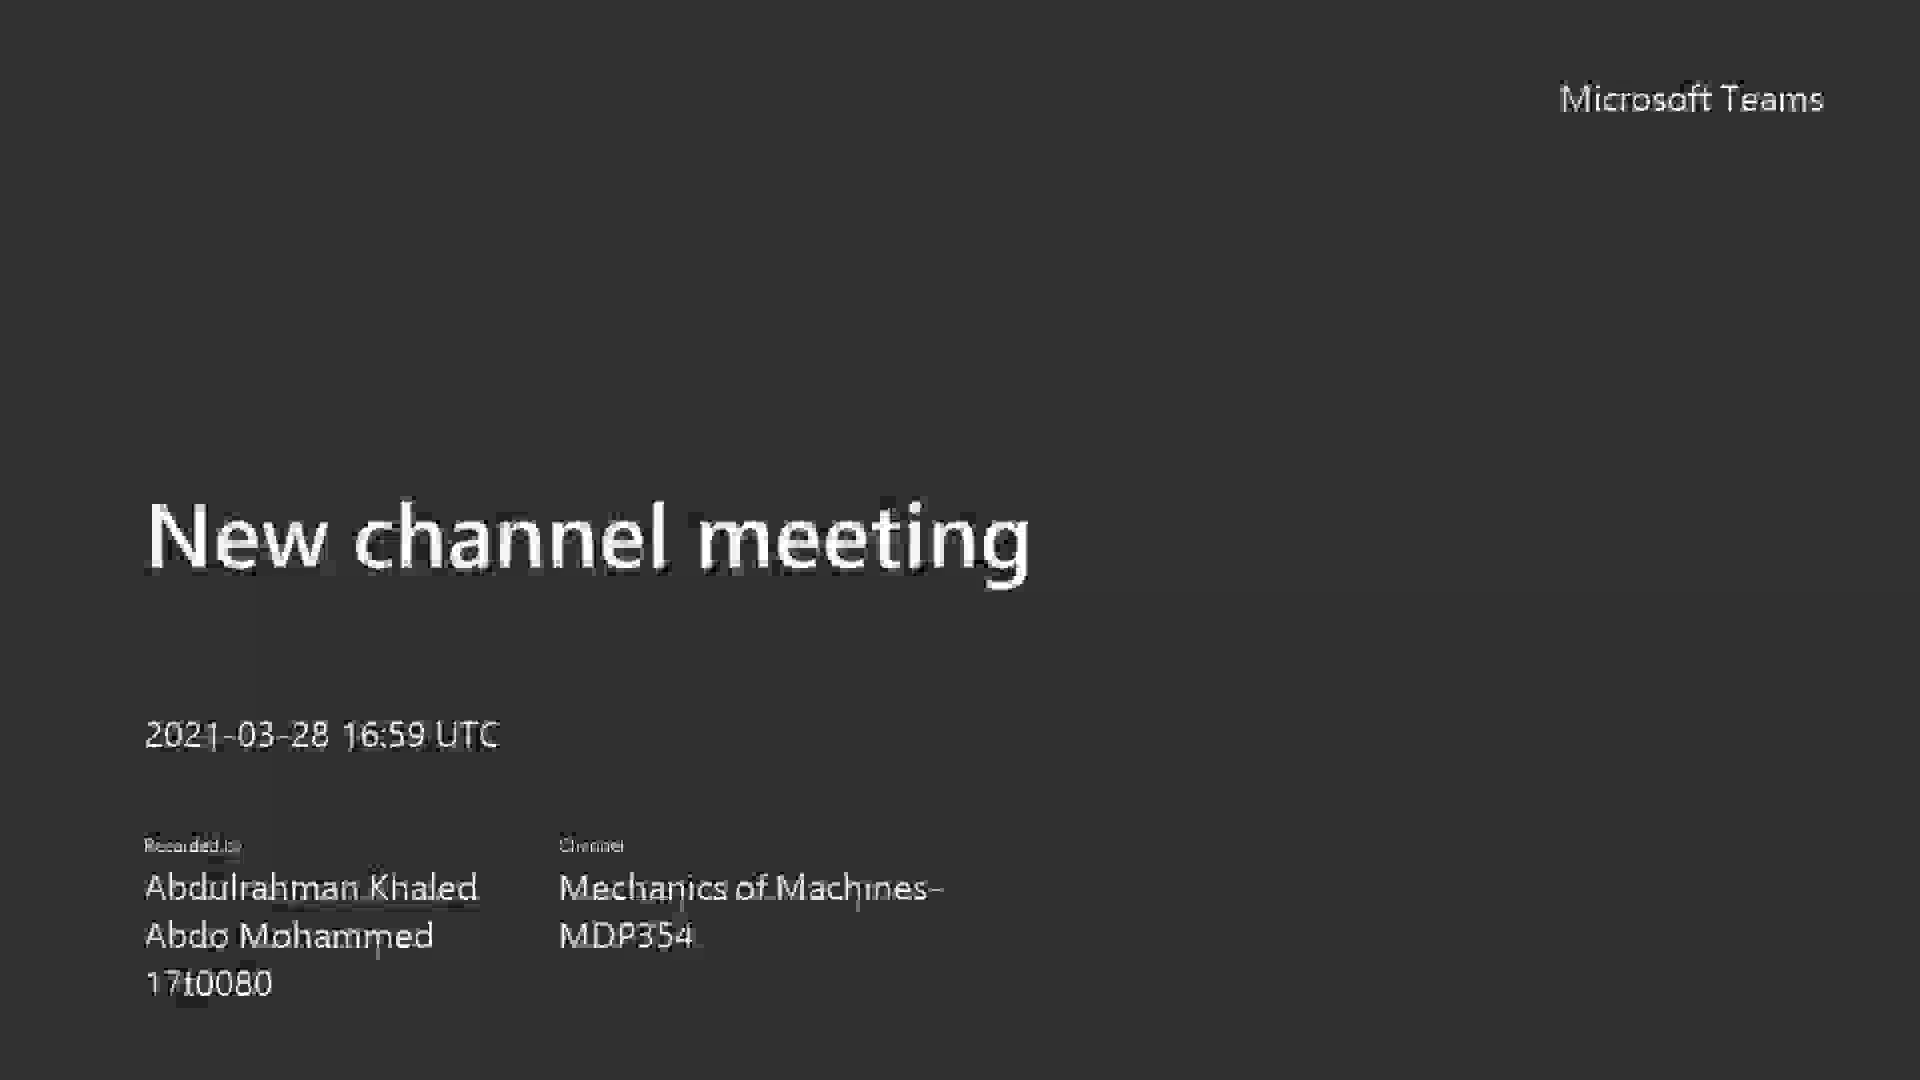 Microsoft Teams
New channel meeting
2021-03-28 16:59 UTC
Recorded by
Channel
Abdulrahman Khaled
Mechanics of Machines-
Abdo Mohammed
MDP354
17t0080